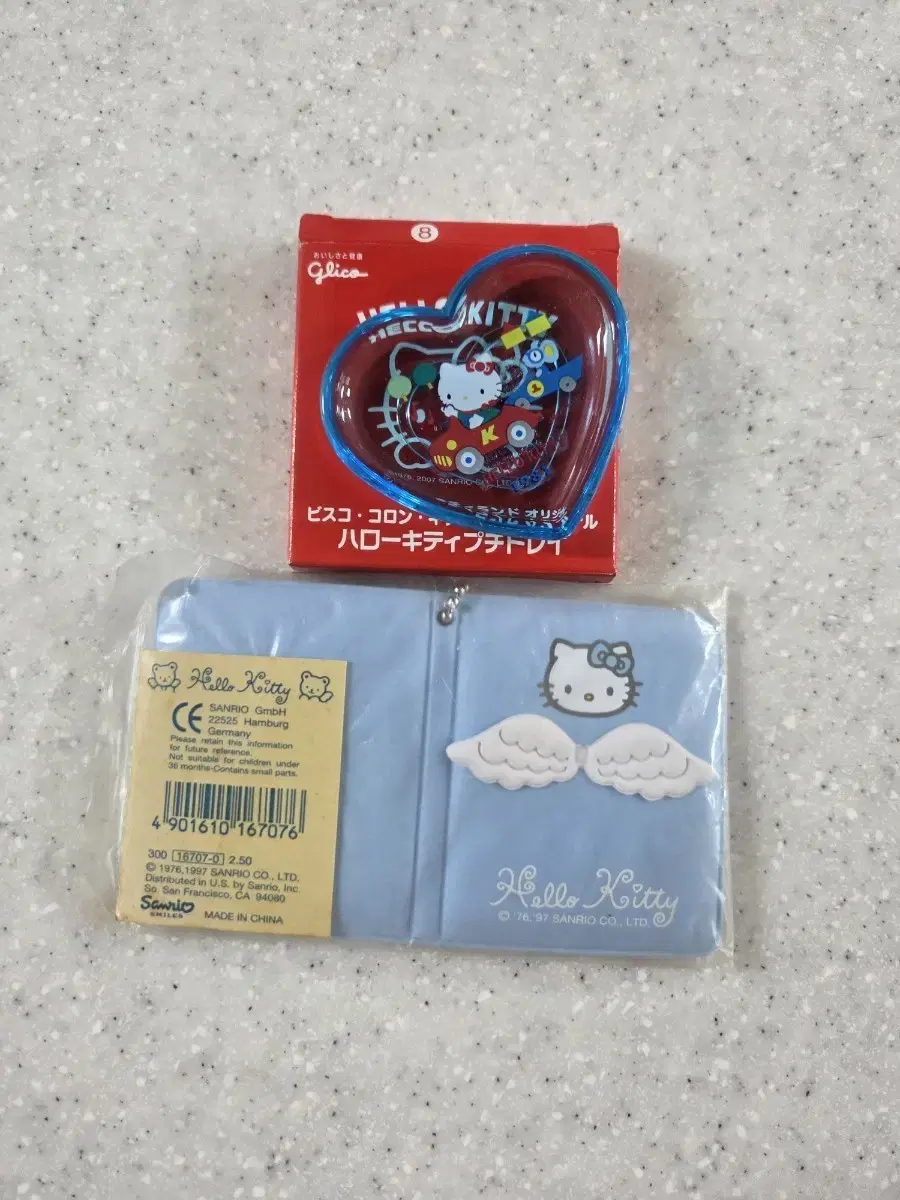 8
おいしさと健康
glico
HELLO KITTY
1
K
2007 SANRIO CO., LTD.
ビスコ・コロン・
ハローキティプチトレイ
Hello Kitty
CE SANRIO GmbH
22525 Hamburg
Germany
Please retain this information
for future reference.
Not suitable for children under
36 months-Contains small parts.
4 901610 167076
300 16707-0 2.50
© 1976,1997 SANRIO CO., LTD.
Distributed in U.S. by Sanrio, Inc.
So. San Francisco, CA 94080
Sanrio
SMILES
MADE IN CHINA
Hello Kitty
© '76,'97 SANRIO CO., LTD.